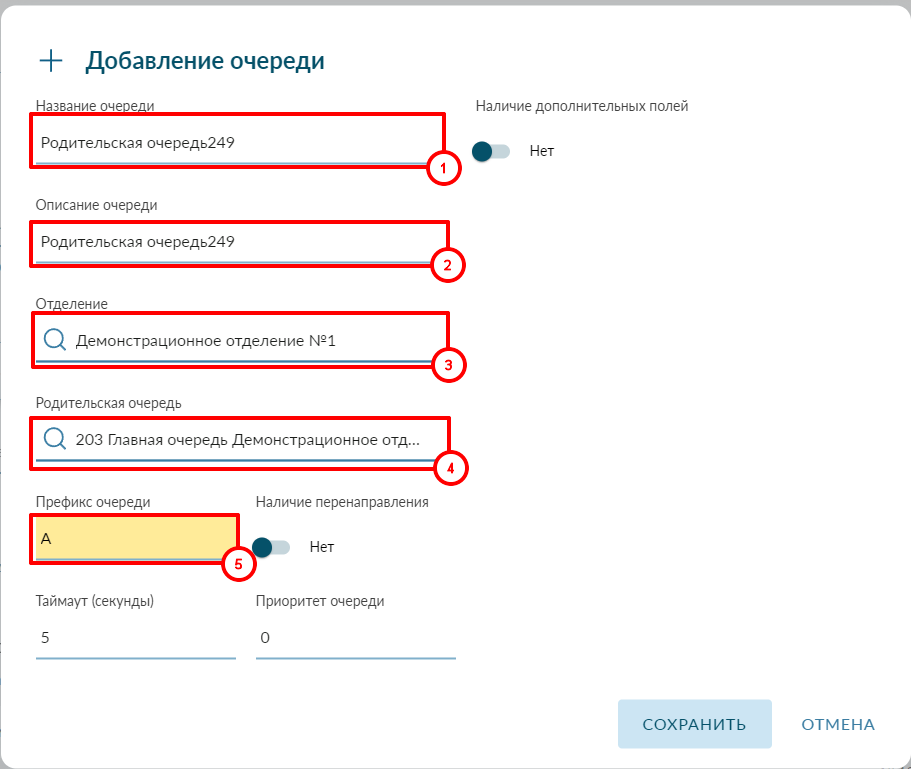 Добавление очереди
Название очереди
Наличие дополнительных полей
Родительская очередь249
Нет
1
Описание очереди
Родительская очередь249
2
Отделение
Демонстрационное отделение №1
3
Родительская очередь
203 Главная очередь Демонстрационное отд...
4
Префикс очереди
Наличие перенаправления
A
Нет
5
Таймаут (секунды)
Приоритет очереди
5
0
СОХРАНИТЬ
ОТМЕНА